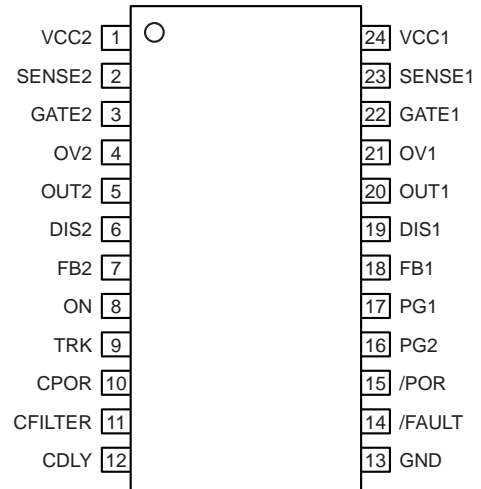 VCC2 1 24 VCC1
SENSE2 2 23 SENSE1
GATE2 3 22 GATE1
OV2 4 21 OV1
OUT2 5 20 OUT1
DIS2 6 19 DIS1
FB2 7 18 FB1
ON 8 17 PG1
TRK 9 16 PG2
CPOR 10 15 /POR
CFILTER 11 14 /FAULT
CDLY 12 13 GND